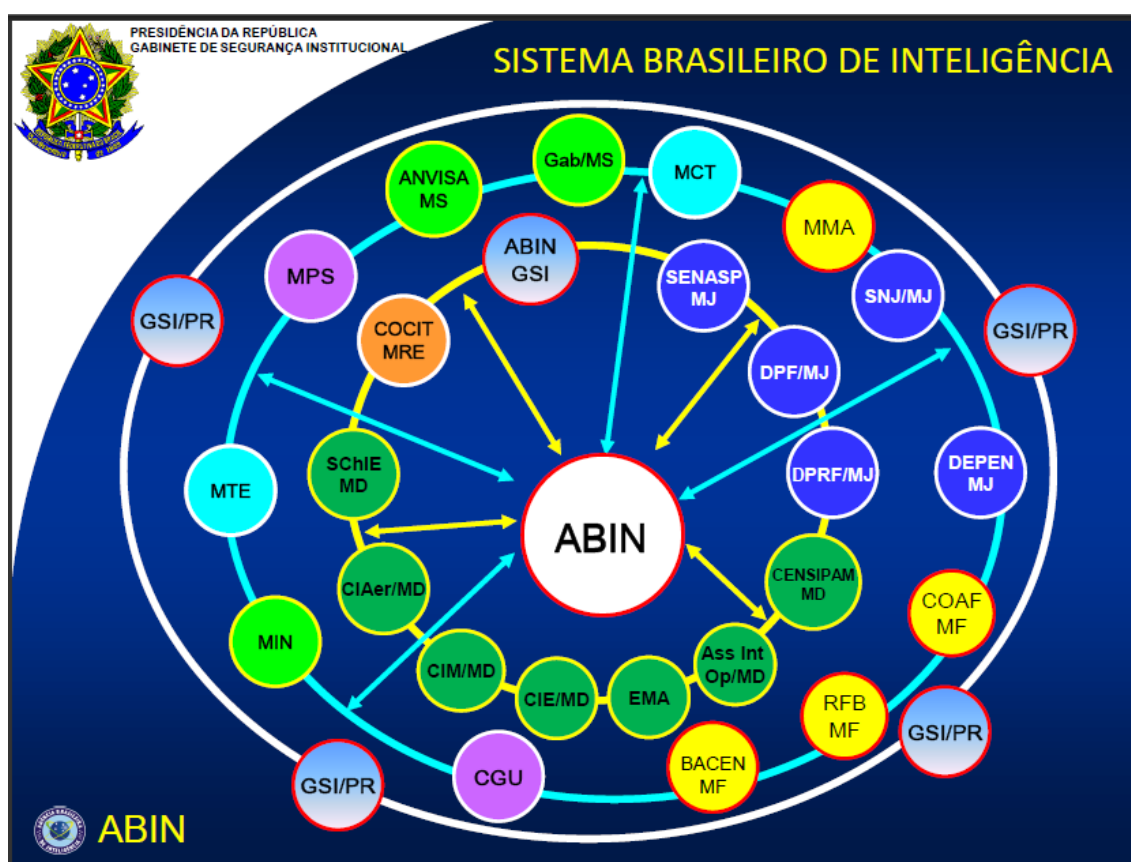 PRESIDÊNCIA DA REPÚBLICA
GABINETE DE SEGURANÇA INSTITUCIONAL
SISTEMA BRASILEIRO DE INTELIGÊNCIA
Gab/MS
MCT
ANVISA
MS
MMA
ABIN
GSI
MPS
SENASP
MJ
SNJ/MJ
GSI/PR
GSI/PR
COCIT
MRE
DPF/MJ
SChIE
MD
DPRF/MJ
DEPEN
MJ
MTE
ABIN
CIAer/MD
CENSIPAM
MD
COAF
MF
MIN
CIM/MD
Ass Int
Op/MD
CIE/MD
EMA
RFB
MF
GSI/PR
BACEN
MF
CGU
GSI/PR
ABIN